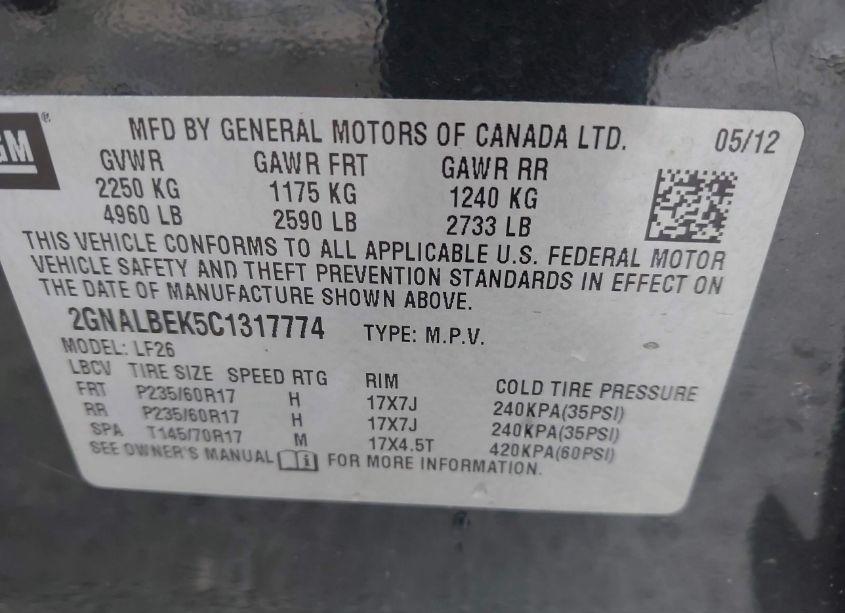 GM®
MFD BY GENERAL MOTORS OF CANADA LTD. 05/12
GVWR GAWR FRT GAWR RR
2250 KG 1175 KG 1240 KG
4960 LB 2590 LB 2733 LB
THIS VEHICLE CONFORMS TO ALL APPLICABLE U.S. FEDERAL MOTOR
VEHICLE SAFETY AND THEFT PREVENTION STANDARDS IN EFFECT ON
THE DATE OF MANUFACTURE SHOWN ABOVE.
2GNALBEK5C1317774 TYPE: M.P.V.
MODEL: LF26
LBCV TIRE SIZE SPEED RTG RIM COLD TIRE PRESSURE
FRT P235/60R17 H 17X7J 240KPA(35PSI)
RR P235/60R17 H 17X7J 240KPA(35PSI)
SPA T145/70R17 M 17X4.5T 420KPA(60PSI)
SEE OWNER'S MANUAL i FOR MORE INFORMATION.